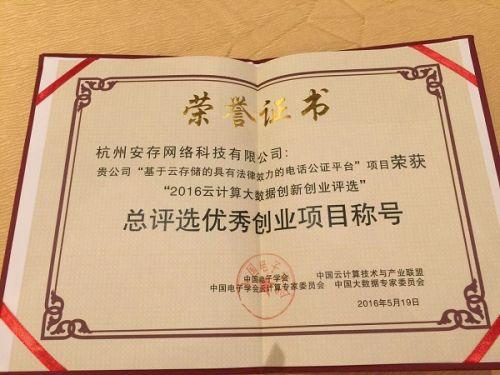 荣誉证书
杭州安存网络科技有限公司：
贵公司“基于云存储的具有法律效力的电话公证平台”项目荣获
“2016云计算大数据创新创业评选”
总评选优秀创业项目称号
中国电子学会 中国云计算技术与产业联盟
中国电子学会云计算专家委员会 中国大数据专家委员会
2016年5月19日